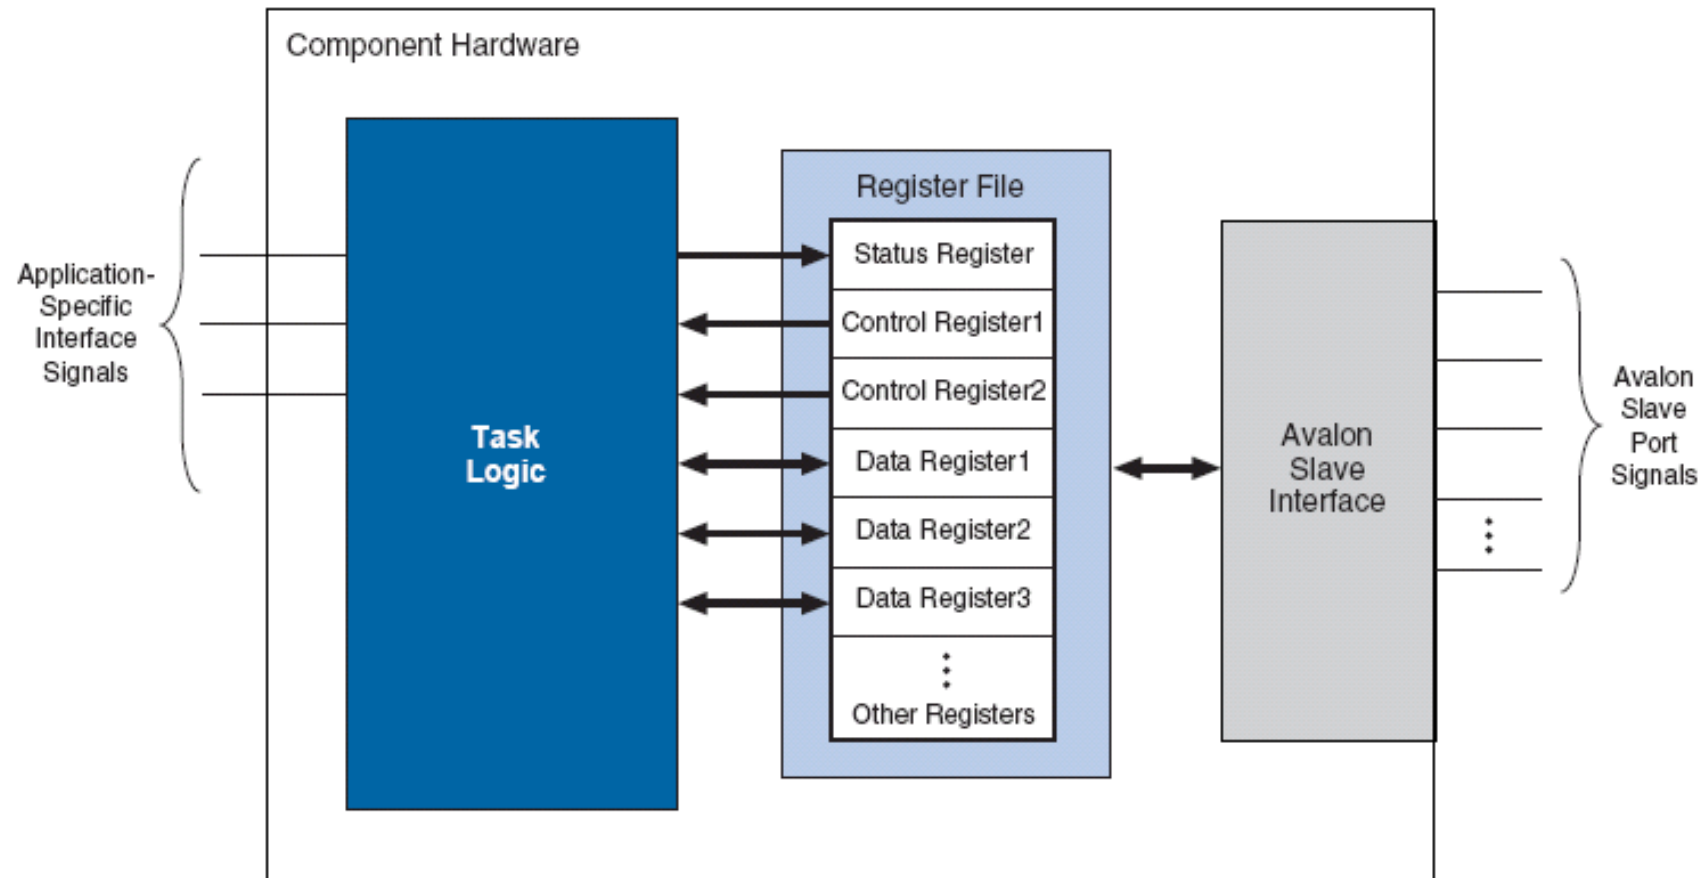 Component Hardware
Application-
Specific
Interface
Signals
Task
Logic
Register File
Status Register
Control Register1
Control Register2
Data Register1
Data Register2
Data Register3
Other Registers
Avalon
Slave
Interface
Avalon
Slave
Port
Signals